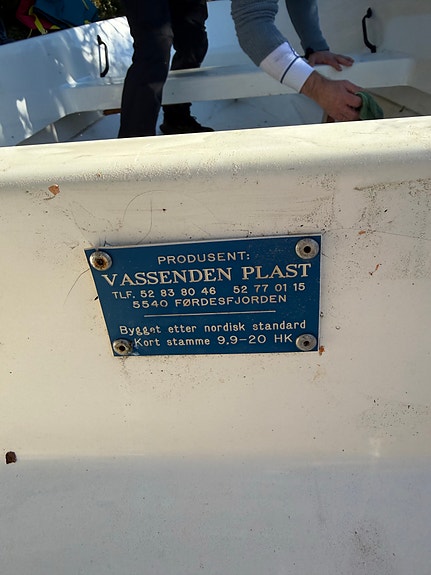 PRODUSENT:
VASSENDEN PLAST
TLF. 52 83 80 46 52 77 01 15
5540 FØRDESFJORDEN
Bygget etter nordisk standard
Kort stamme 9,9-20 HK